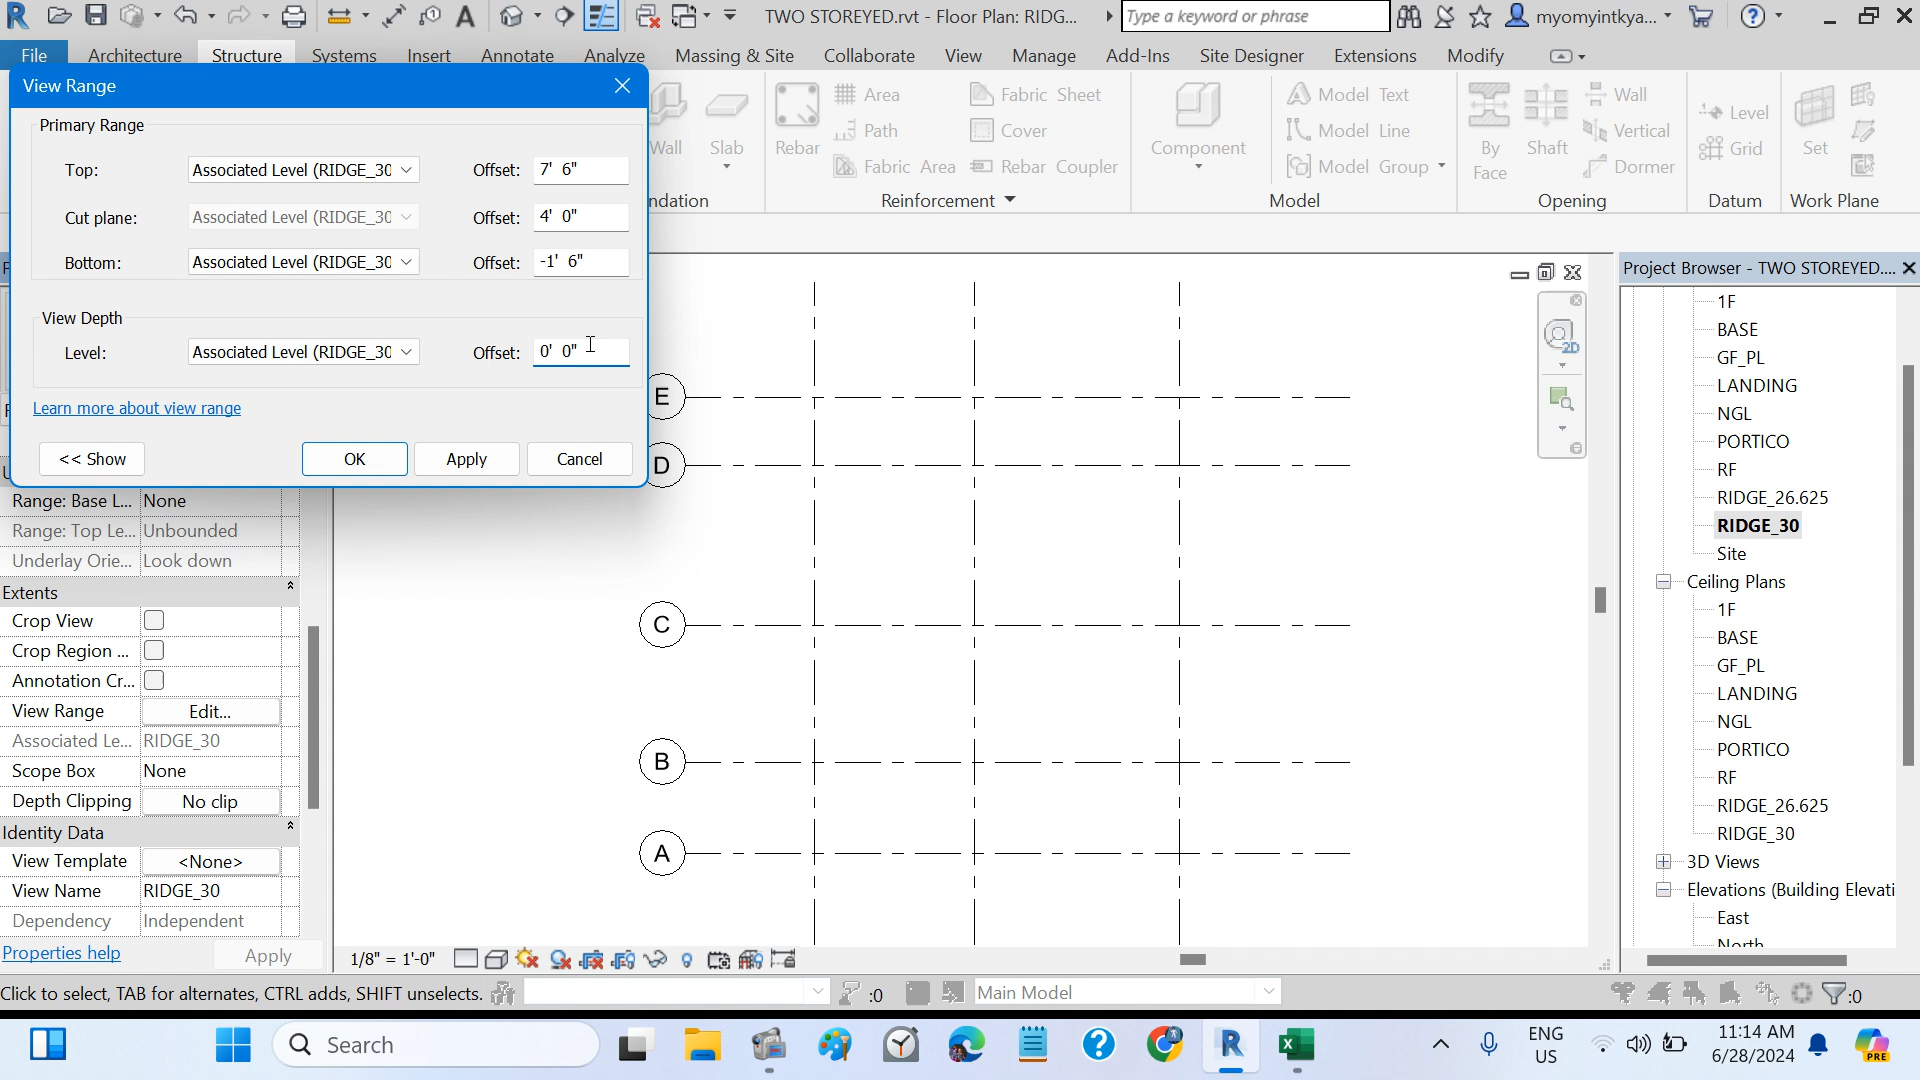 TWO STOREYED.rvt - Floor Plan: RIDG...
Type a keyword or phrase
myomyintkya...
File Architecture Structure Systems Insert Annotate Analyze Massing & Site Collaborate View Manage Add-Ins Site Designer Extensions Modify
View Range
Primary Range
Top: Associated Level (RIDGE_30 Offset: 7' 6"
Cut plane: Associated Level (RIDGE_30 Offset: 4' 0"
Bottom: Associated Level (RIDGE_30 Offset: -1' 6"
View Depth
Level: Associated Level (RIDGE_30 Offset: 0' 0"
Learn more about view range
<< Show OK Apply Cancel
Wall Slab
ndation
Rebar
Area
Path
Fabric Area
Fabric Sheet
Cover
Rebar Coupler
Reinforcement
Component
Model Text
Model Line
Model Group
Model
By
Face
Shaft
Wall
Vertical
Dormer
Opening
Level
Grid
Datum
Set
Work Plane
E
D
C
B
A
2D
Project Browser - TWO STOREYED....
1F
BASE
GF_PL
LANDING
NGL
PORTICO
RF
RIDGE_26.625
RIDGE_30
Site
Ceiling Plans
1F
BASE
GF_PL
LANDING
NGL
PORTICO
RF
RIDGE_26.625
RIDGE_30
3D Views
Elevations (Building Elevati
East
North
Range: Base L... None
Range: Top Le... Unbounded
Underlay Orie... Look down
Extents
Crop View
Crop Region ...
Annotation Cr...
View Range Edit...
Associated Le... RIDGE_30
Scope Box None
Depth Clipping No clip
Identity Data
View Template <None>
View Name RIDGE_30
Dependency Independent
Properties help Apply
1/8" = 1'-0"
Click to select, TAB for alternates, CTRL adds, SHIFT unselects.
:0
Main Model
:0
Search
ENG
US
11:14 AM
6/28/2024
PRE